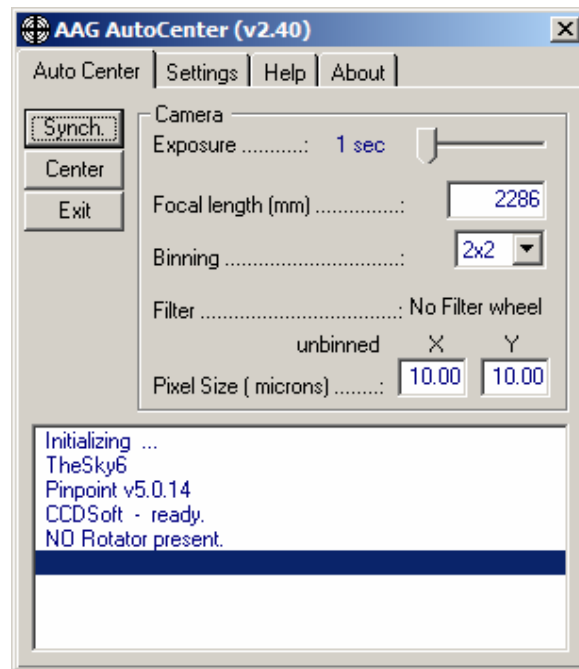 AAG AutoCenter (v2.40)
Auto Center Settings Help About
Synch.
Center
Exit
Camera
Exposure ..........: 1 sec
Focal length (mm) ..............: 2286
Binning .............................: 2x2
Filter .................................: No Filter wheel
unbinned X Y
Pixel Size ( microns) ........: 10.00 10.00
Initializing ...
TheSky6
Pinpoint v5.0.14
CCDSoft - ready.
NO Rotator present.